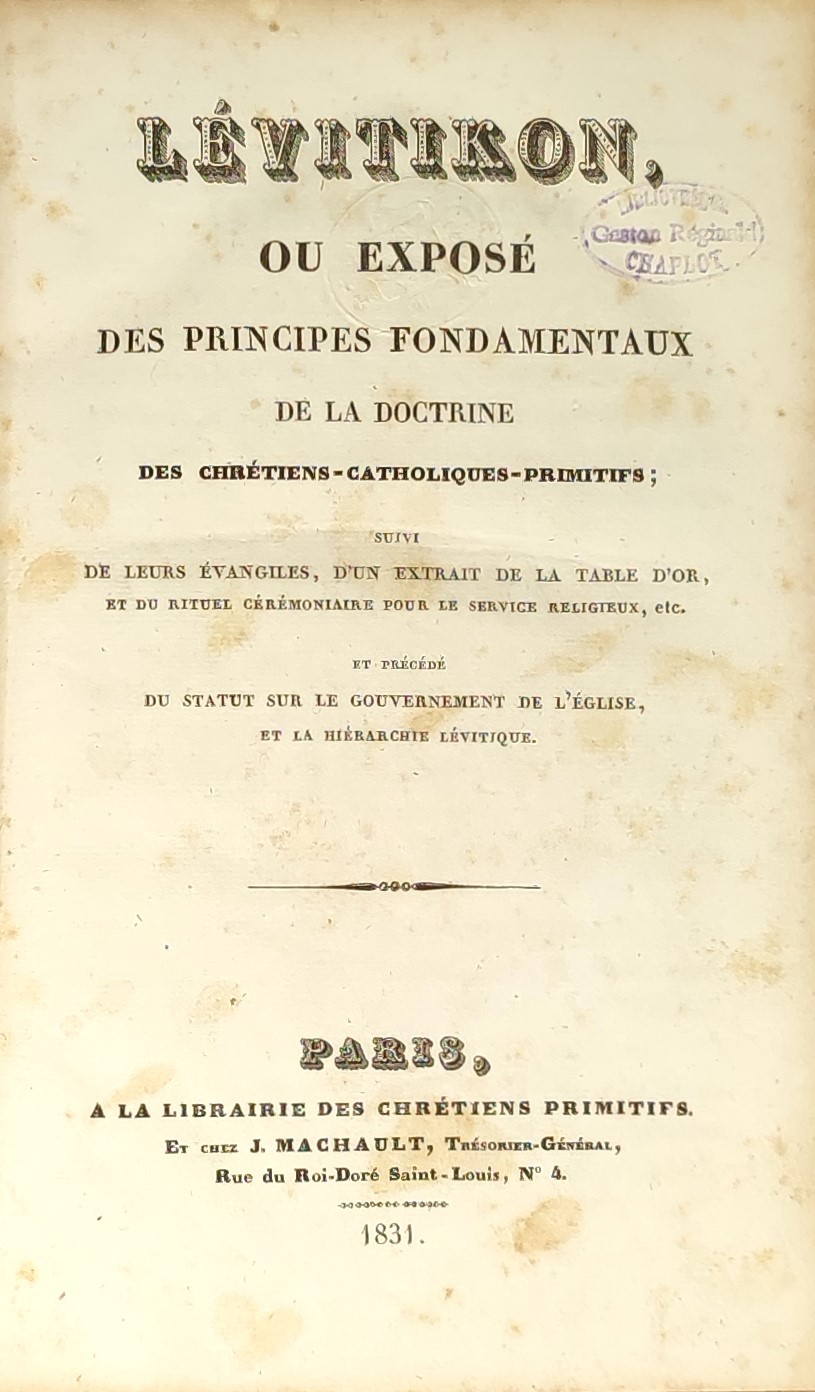 LÉVITIKON,
OU EXPOSÉ
DES PRINCIPES FONDAMENTAUX
DE LA DOCTRINE
DES CHRÉTIENS-CATHOLIQUES-PRIMITIFS;
SUIVI
DE LEURS ÉVANGILES, D'UN EXTRAIT DE LA TABLE D'OR,
ET DU RITUEL CÉRÉMONIAIRE POUR LE SERVICE RELIGIEUX, etc.
ET PRÉCÉDÉ
DU STATUT SUR LE GOUVERNEMENT DE L'ÉGLISE,
ET LA HIÉRARCHIE LÉVITIQUE.
PARIS,
A LA LIBRAIRIE DES CHRÉTIENS PRIMITIFS.
ET CHEZ J. MACHAULT, TRÉSORIER-GÉNÉRAL,
Rue du Roi-Doré Saint-Louis, N° 4.
1831.
Gaston